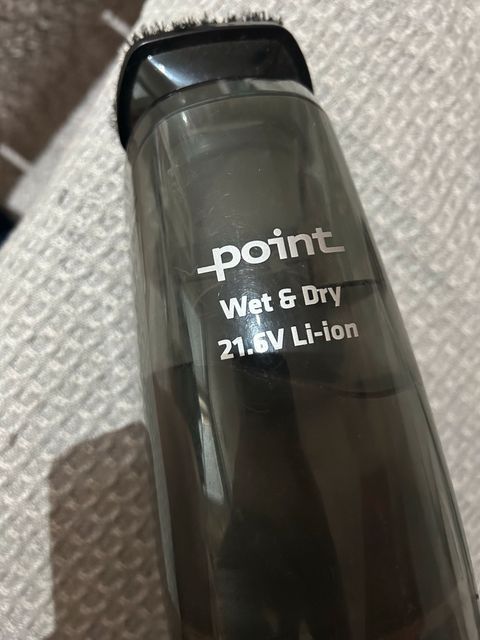 point
Wet & Dry
21.6V Li-ion